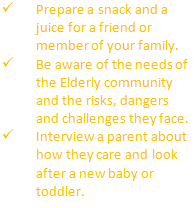 ✓ Prepare a snack and a
juice for a friend or
member of your family.
✓ Be aware of the needs of
the Elderly community
and the risks, dangers
and challenges they face.
✓ Interview a parent about
how they care and look
after a new baby or
toddler.